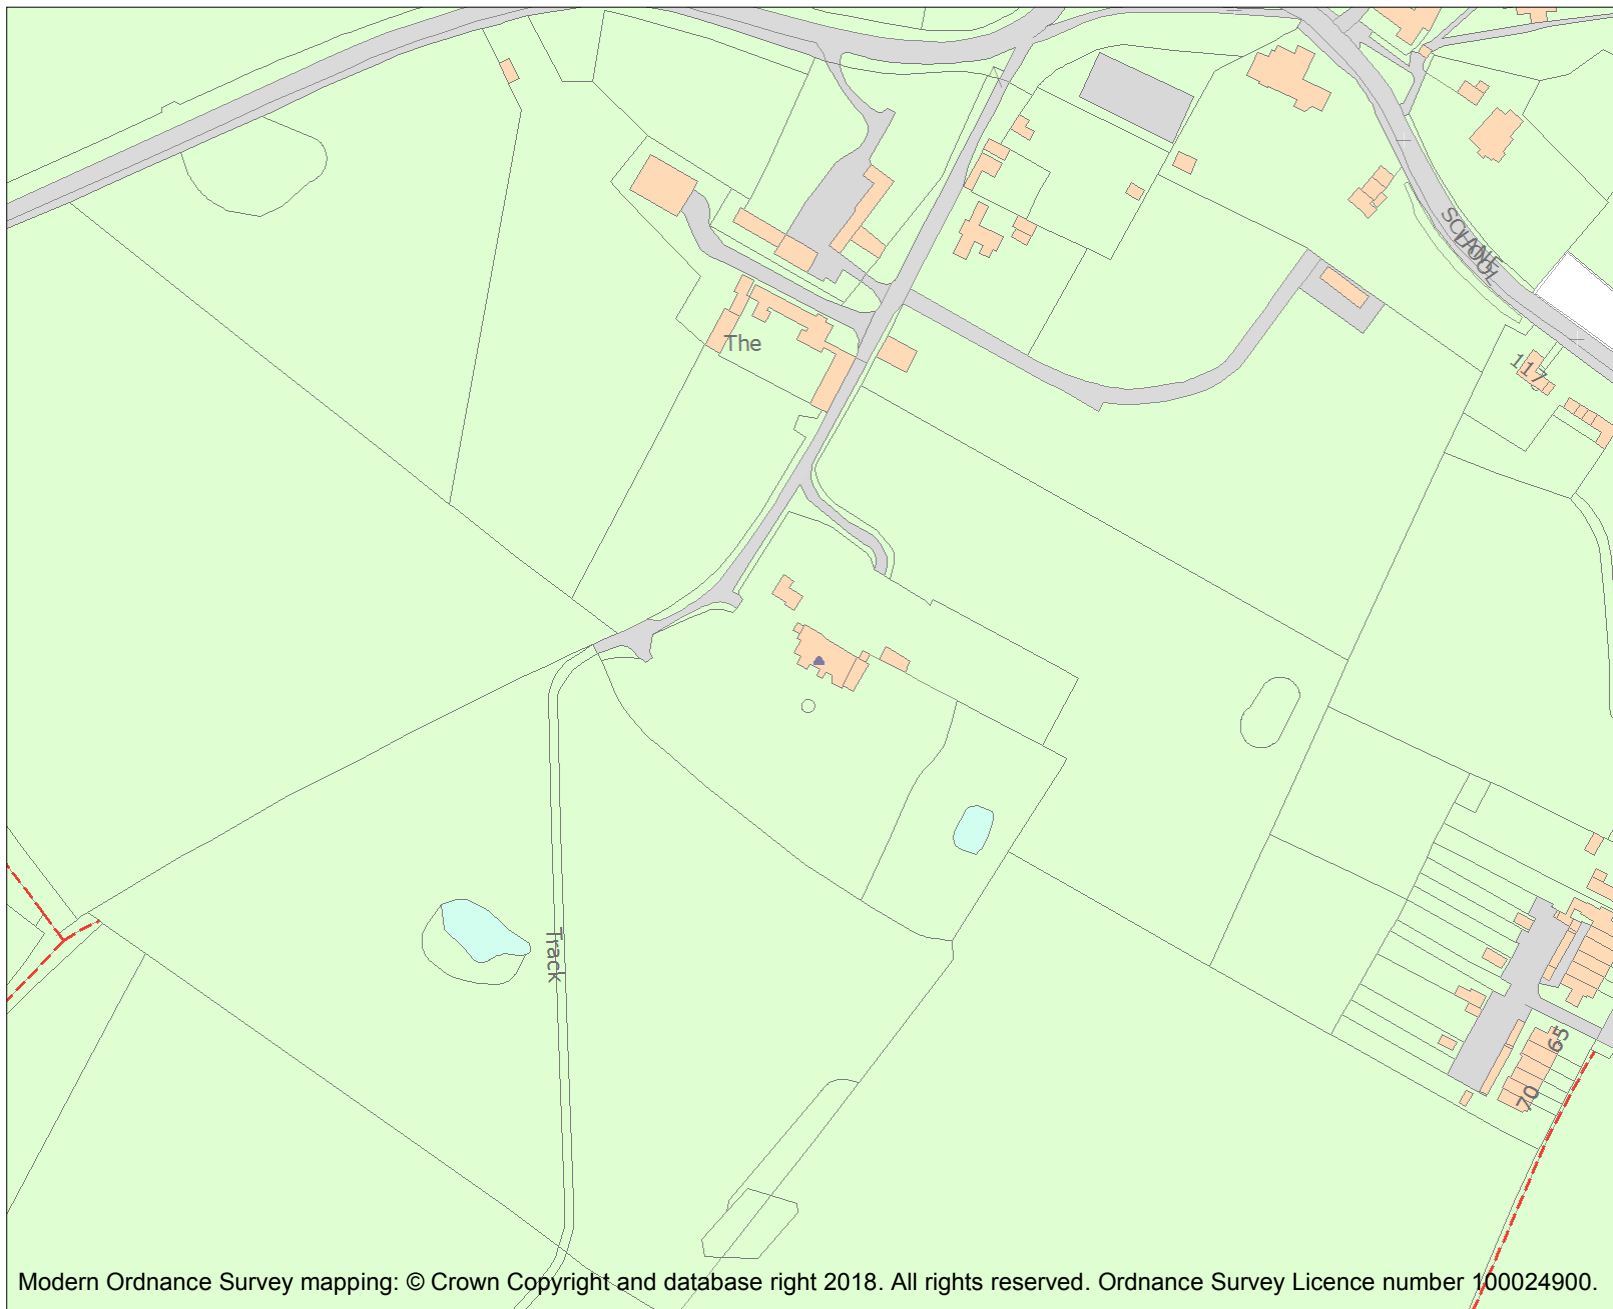 SCHOOL
LANE
117
The
Track
65
70
Modern Ordnance Survey mapping: © Crown Copyright and database right 2018. All rights reserved. Ordnance Survey Licence number 100024900.